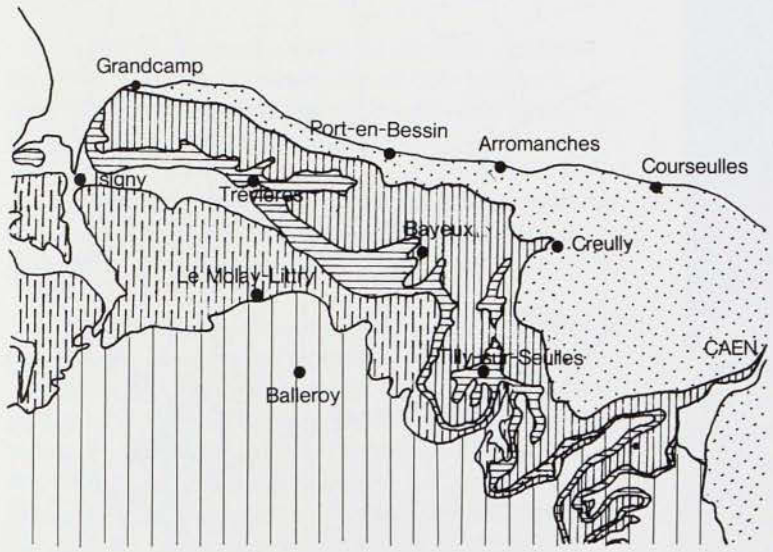 Grandcamp
Port-en-Bessin
Arromanches
Courseulles
Isigny
Trévières
Bayeux
Creully
Le Molay-Littry
CAEN
Tilly-sur-Seulles
Balleroy